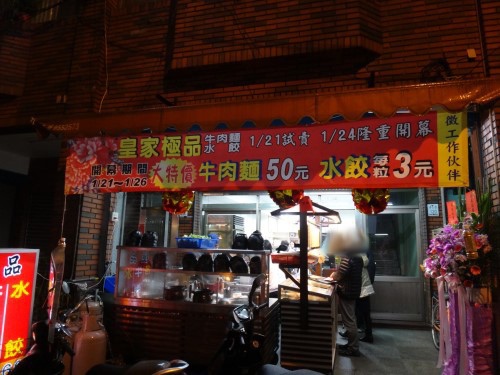 皇家極品 牛肉麵 水餃 1/21試賣 1/24隆重開幕
開幕期間 1/21~1/26 大特價 牛肉麵50元 水餃每粒3元
徵工作伙伴
品
水
餃